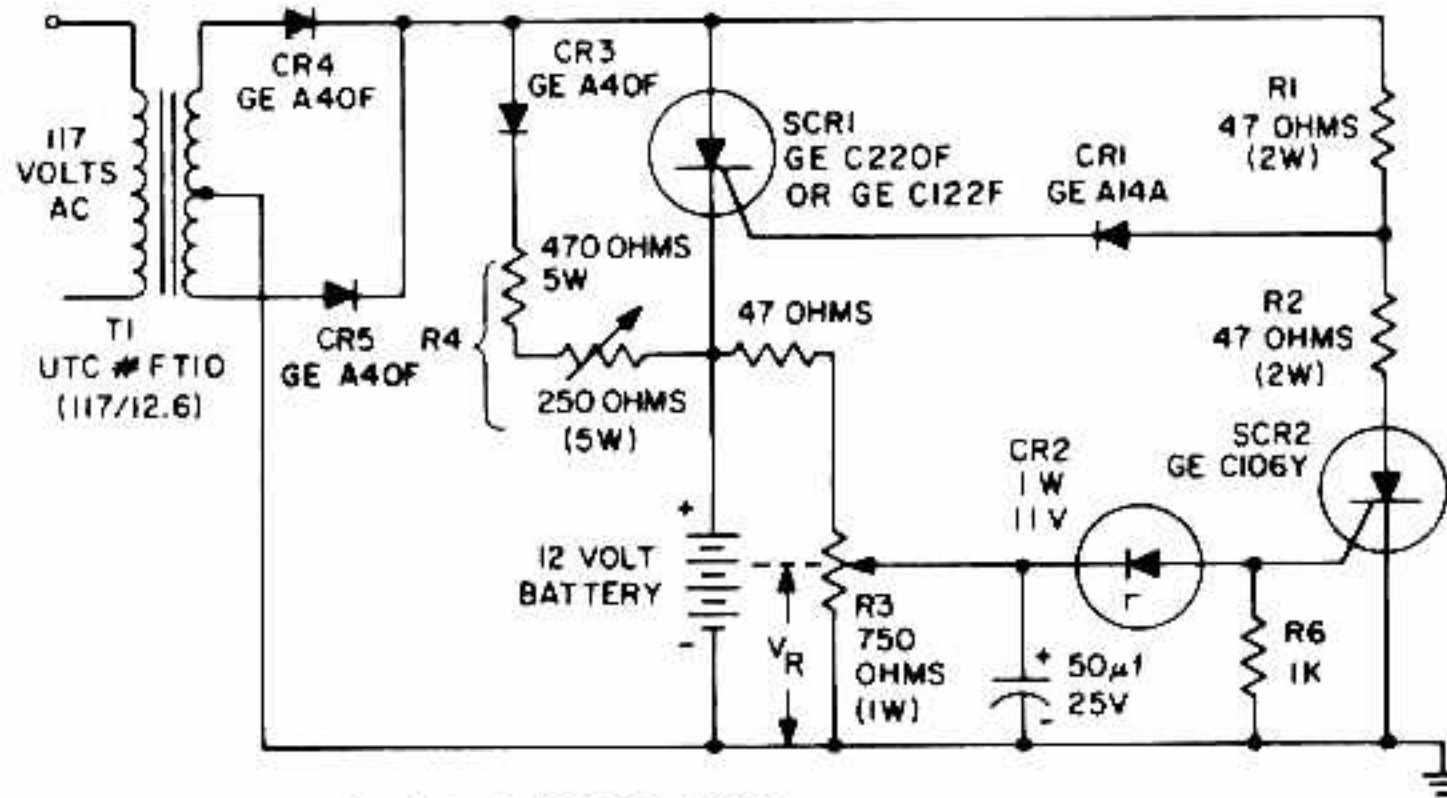 117
VOLTS
AC
T1
UTC # FT10
(117/12.6)
CR4
GE A40F
CR5
GE A40F
CR3
GE A40F
R4
470 OHMS
5W
250 OHMS
(5W)
SCR1
GE C220F
OR GE C122F
CR1
GE A14A
R1
47 OHMS
(2W)
R2
47 OHMS
(2W)
47 OHMS
SCR2
GE C106Y
CR2
1 W
11 V
+
12 VOLT
BATTERY
-
VR
R3
750
OHMS
(1W)
+
50µf
25V
-
R6
1K